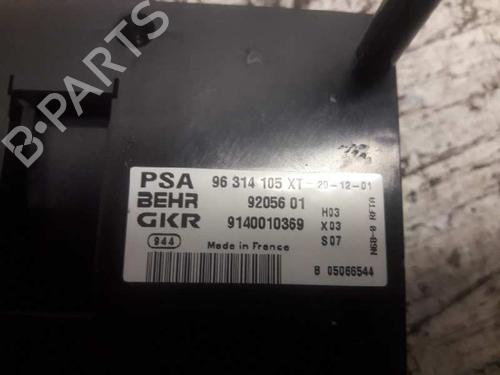 B-PARTS
PSA 96 314 105 XT - 20-12-01
BEHR 92056 01 H03
GKR 9140010369 X03
944 Made in France S07
B 05066544